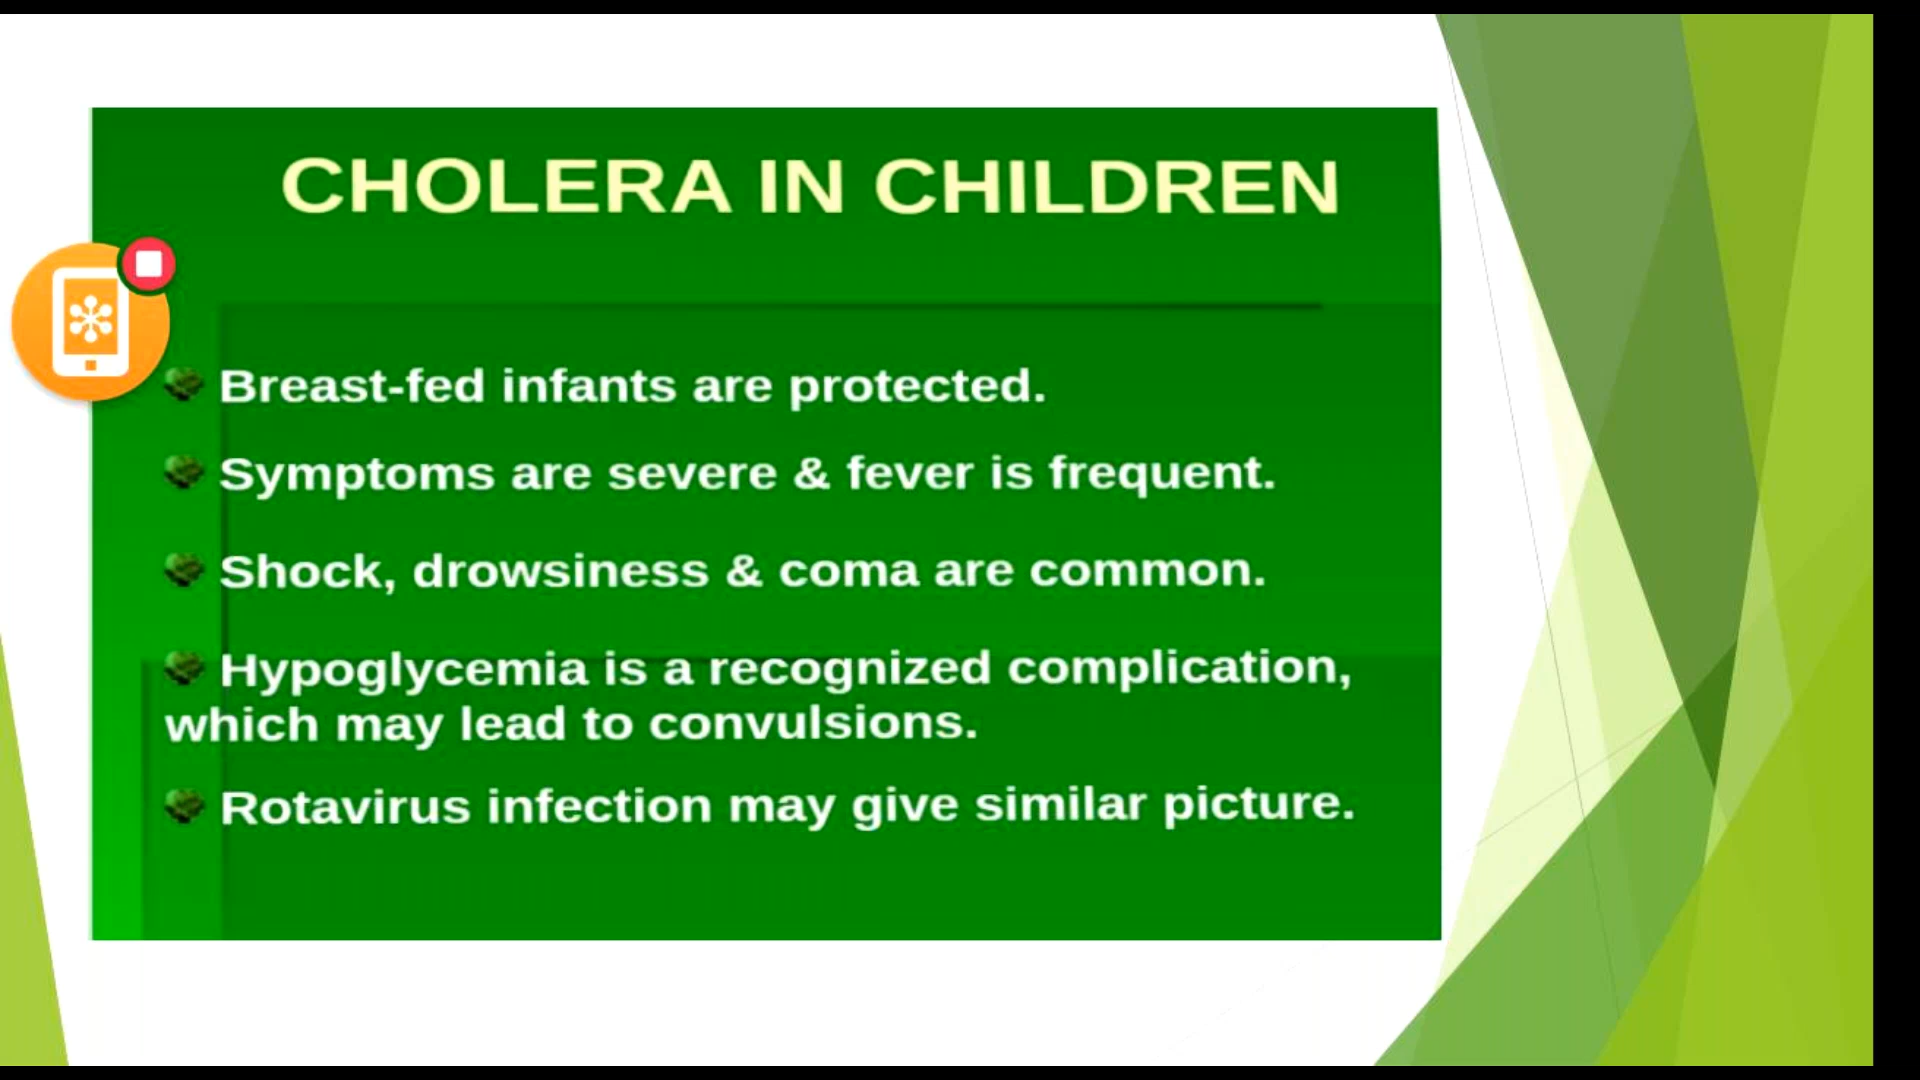 CHOLERA IN CHILDREN
Breast-fed infants are protected.
Symptoms are severe & fever is frequent.
Shock, drowsiness & coma are common.
Hypoglycemia is a recognized complication,
which may lead to convulsions.
Rotavirus infection may give similar picture.